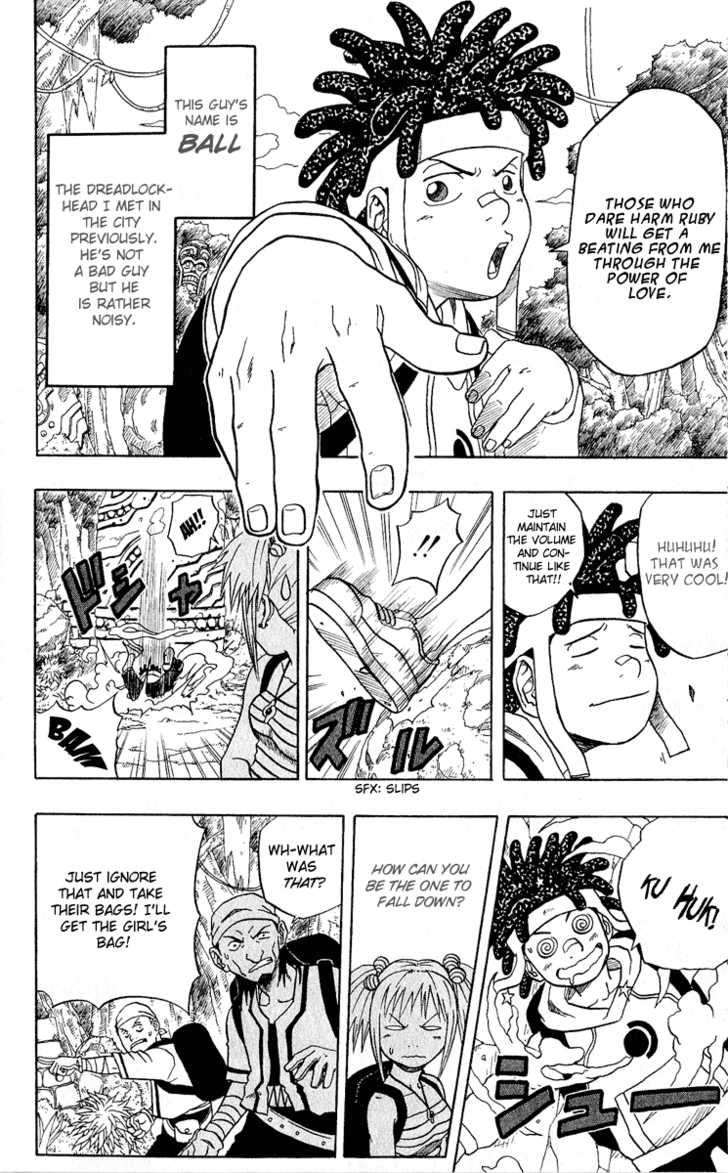 THOSE WHO
DARE HARM RUBY
WILL GET A
BEATING FROM ME
THROUGH THE
POWER OF
LOVE.
THIS GUY'S
NAME IS
BALL
THE DREADLOCK-
HEAD I MET IN
THE CITY
PREVIOUSLY.
HE'S NOT
A BAD GUY
BUT HE
IS RATHER
NOISY.
HUHUHU!
THAT WAS
VERY COOL!
JUST
MAINTAIN
THE VOLUME
AND CON-
TINUE LIKE
THAT!!
!!
ズルル
SFX: SLIPS
AH!!
ドシャ
BAM
KU HUK!
ジュー
HOW CAN YOU
BE THE ONE TO
FALL DOWN?
WH-WHAT
WAS
THAT?
JUST IGNORE
THAT AND TAKE
THEIR BAGS! I'LL
GET THE GIRL'S
BAG!